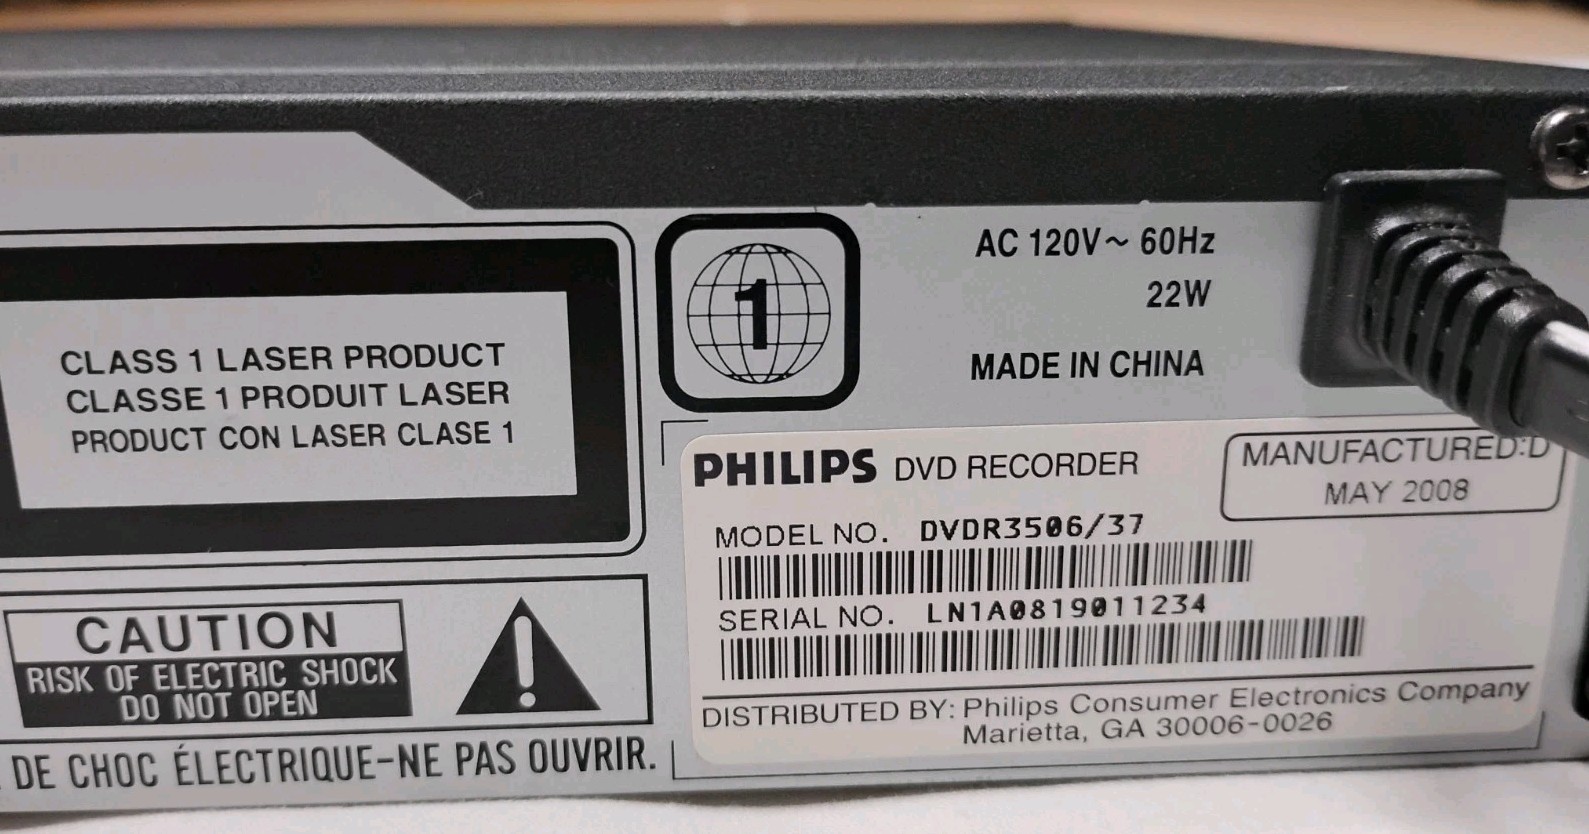 CLASS 1 LASER PRODUCT
CLASSE 1 PRODUIT LASER
PRODUCT CON LASER CLASE 1
CAUTION
RISK OF ELECTRIC SHOCK
DO NOT OPEN
DE CHOC ÉLECTRIQUE-NE PAS OUVRIR.
1
AC 120V~ 60Hz
22W
MADE IN CHINA
PHILIPS DVD RECORDER
MANUFACTURED:D
MAY 2008
MODEL NO. DVDR3506/37
SERIAL NO. LN1A0819011234
DISTRIBUTED BY: Philips Consumer Electronics Company
Marietta, GA 30006-0026